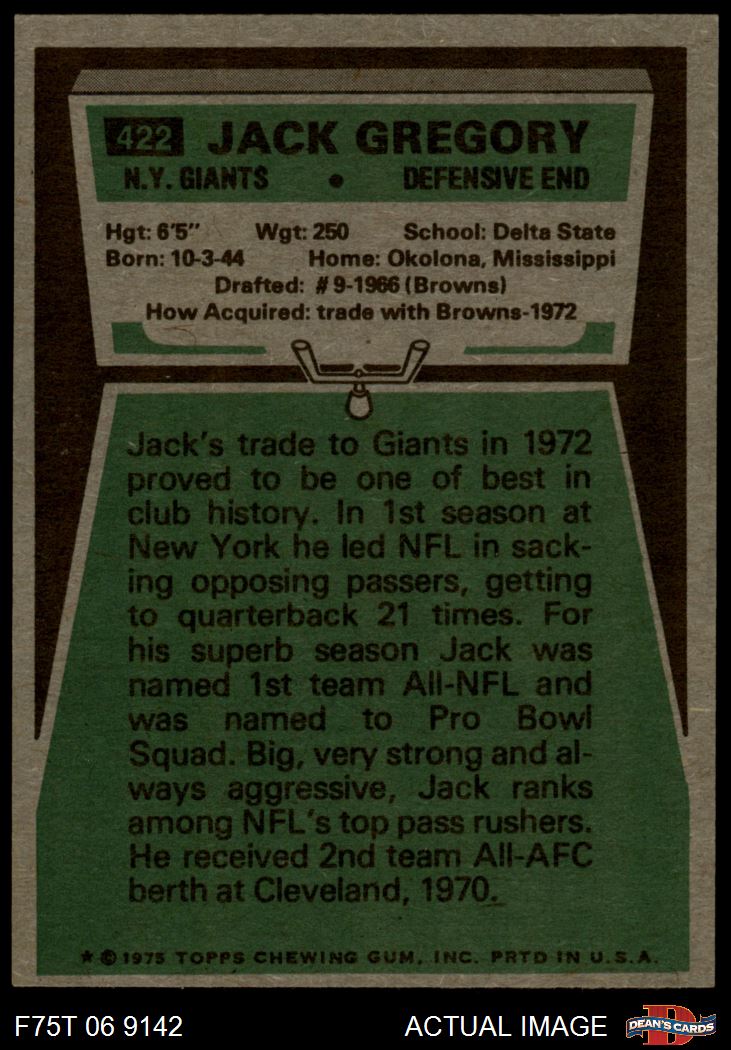 422 JACK GREGORY
N.Y. GIANTS • DEFENSIVE END
Hgt: 6'5" Wgt: 250 School: Delta State
Born: 10-3-44 Home: Okolona, Mississippi
Drafted: #9-1966 (Browns)
How Acquired: trade with Browns-1972
Jack's trade to Giants in 1972
proved to be one of best in
club history. In 1st season at
New York he led NFL in sack-
ing opposing passers, getting
to quarterback 21 times. For
his superb season Jack was
named 1st team All-NFL and
was named to Pro Bowl
Squad. Big, very strong and al-
ways aggressive, Jack ranks
among NFL's top pass rushers.
He received 2nd team All-AFC
berth at Cleveland, 1970.
★ © 1975 TOPPS CHEWING GUM, INC. PRTD IN U.S.A.
F75T 06 9142 ACTUAL IMAGE D DEAN'S CARDS